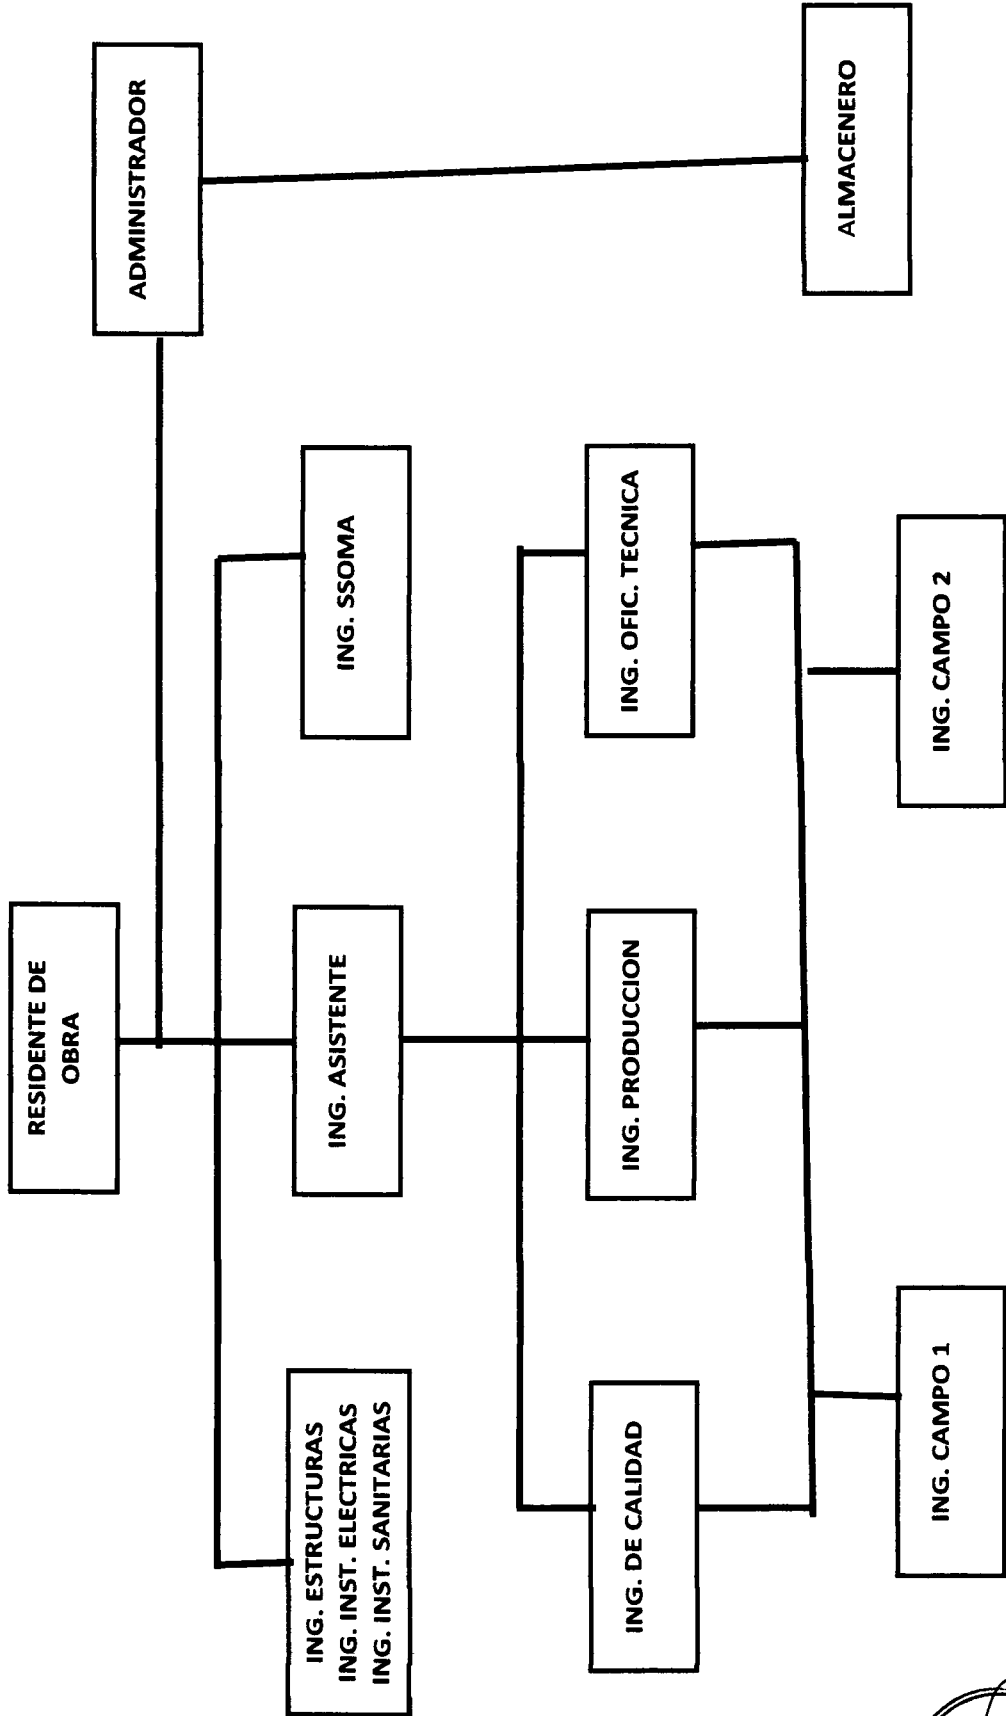 RESIDENTE DE
OBRA
ADMINISTRADOR
ING. ESTRUCTURAS
ING. INST. ELECTRICAS
ING. INST. SANITARIAS
ING. ASISTENTE
ING. SSOMA
ING. DE CALIDAD
ING. PRODUCCION
ING. OFIC. TECNICA
ALMACENERO
ING. CAMPO 1
ING. CAMPO 2